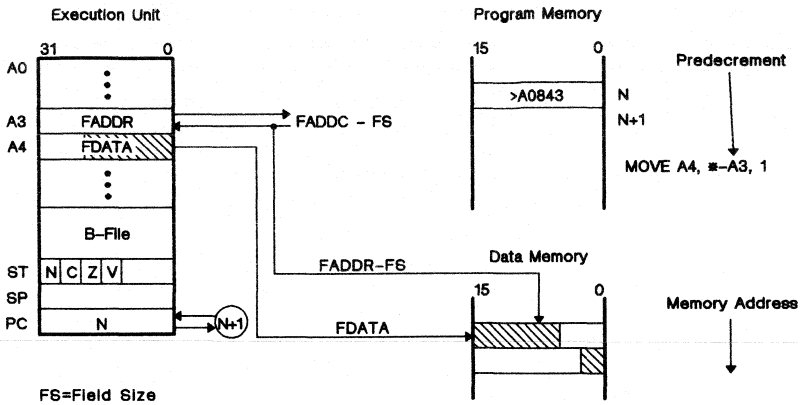 Execution Unit
31 0
A0
A3 FADDR
FADDC - FS
A4 FDATA
B-File
ST N C Z V
SP
PC N
N+1
FS=Field Size
FADDR-FS
FDATA
Program Memory
15 0
>A0843 N
N+1
Predecrement
MOVE A4, *-A3, 1
Data Memory
15 0
Memory Address